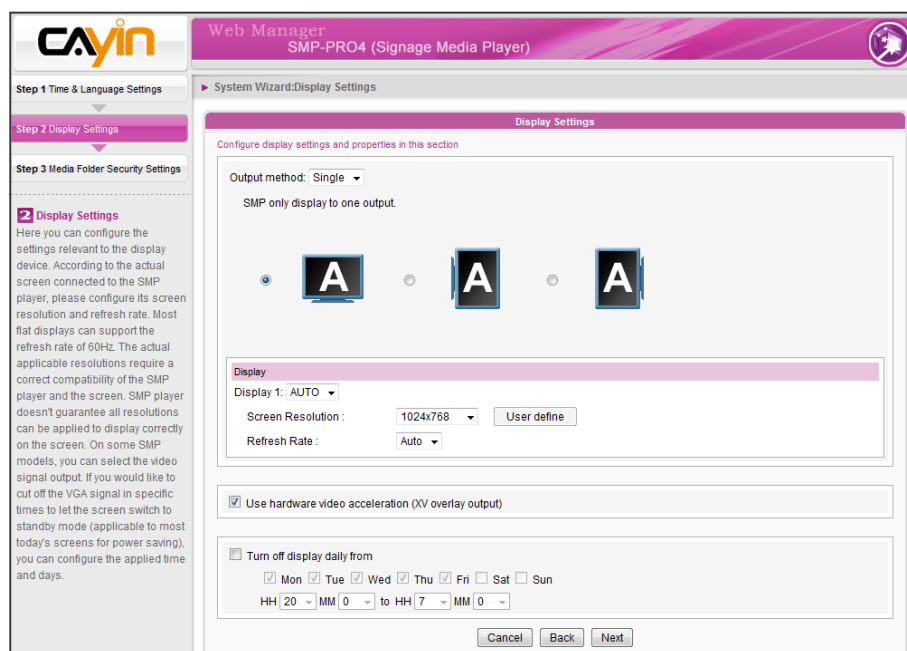 CAYIN
Web Manager
SMP-PRO4 (Signage Media Player)
Step 1 Time & Language Settings
Step 2 Display Settings
Step 3 Media Folder Security Settings
2 Display Settings
Here you can configure the
settings relevant to the display
device. According to the actual
screen connected to the SMP
player, please configure its screen
resolution and refresh rate. Most
flat displays can support the
refresh rate of 60Hz. The actual
applicable resolutions require a
correct compatibility of the SMP
player and the screen. SMP player
doesn't guarantee all resolutions
can be applied to display correctly
on the screen. On some SMP
models, you can select the video
signal output. If you would like to
cut off the VGA signal in specific
times to let the screen switch to
standby mode (applicable to most
today's screens for power saving),
you can configure the applied time
and days.
System Wizard:Display Settings
Display Settings
Configure display settings and properties in this section
Output method: Single
SMP only display to one output.
A A A
Display
Display 1: AUTO
Screen Resolution : 1024x768 User define
Refresh Rate : Auto
Use hardware video acceleration (XV overlay output)
Turn off display daily from
Mon Tue Wed Thu Fri Sat Sun
HH 20 MM 0 to HH 7 MM 0
Cancel Back Next